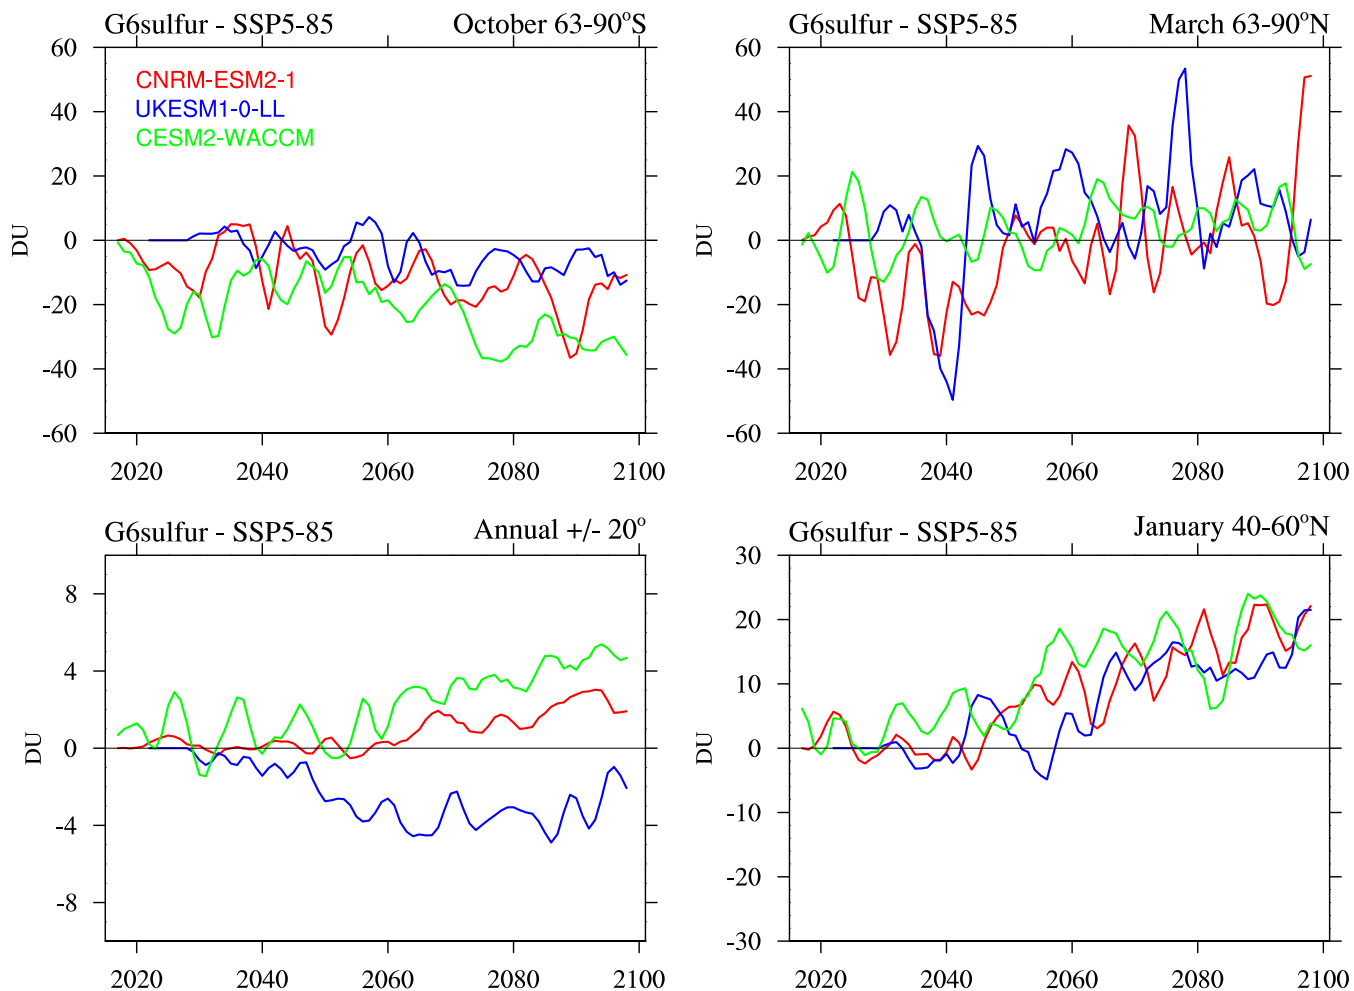 G6sulfur - SSP5-85 October 63-90°S
60
40
20
0
-20
-40
-60
DU
CNRM-ESM2-1
UKESM1-0-LL
CESM2-WACCM
2020 2040 2060 2080 2100
G6sulfur - SSP5-85 March 63-90°N
60
40
20
0
-20
-40
-60
DU
2020 2040 2060 2080 2100
G6sulfur - SSP5-85 Annual +/- 20°
8
4
0
-4
-8
DU
2020 2040 2060 2080 2100
G6sulfur - SSP5-85 January 40-60°N
30
20
10
0
-10
-20
-30
DU
2020 2040 2060 2080 2100